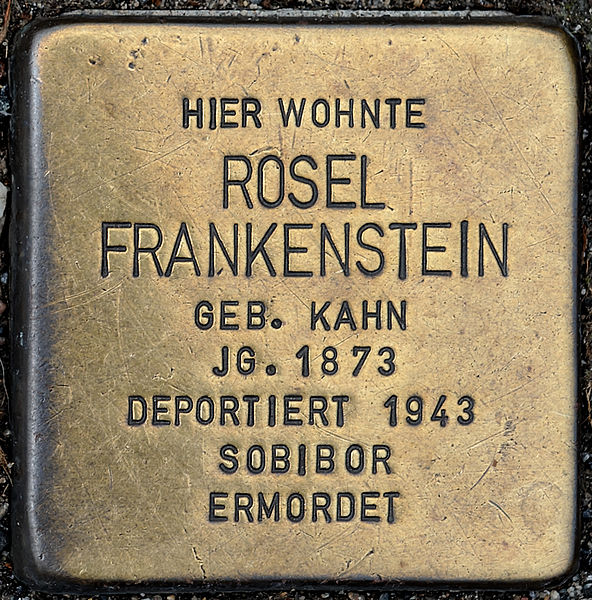 HIER WOHNTE
ROSEL
FRANKENSTEIN
GEB. KAHN
JG. 1873
DEPORTIERT 1943
SOBIBOR
ERMORDET